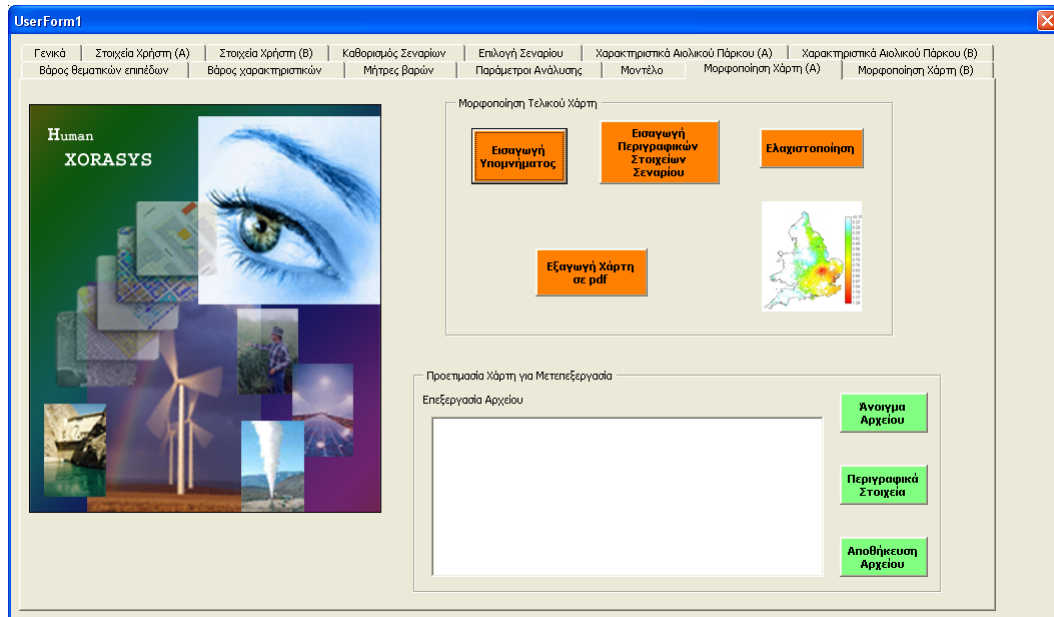 UserForm1
Γενικά Στοιχεία Χρήστη (Α) Στοιχεία Χρήστη (Β) Καθορισμός Σεναρίων Επιλογή Σεναρίου Χαρακτηριστικά Αιολικού Πάρκου (Α) Χαρακτηριστικά Αιολικού Πάρκου (Β)
Βάρος θεματικών επιπέδων Βάρος χαρακτηριστικών Μήτρες βαρών Παράμετροι Ανάλυσης Μοντέλο Μορφοποίηση Χάρτη (Α) Μορφοποίηση Χάρτη (Β)
Human
XORASYS
Μορφοποίηση Τελικού Χάρτη
Εισαγωγή
Υπομνήματος
Εισαγωγή
Περιγραφικών
Στοιχείων
Σεναρίου
Ελαχιστοποίηση
Εξαγωγή Χάρτη
σε pdf
Προετιμασία Χάρτη για Μετεπεξεργασία
Επεξεργασία Αρχείου
Άνοιγμα
Αρχείου
Περιγραφικά
Στοιχεία
Αποθήκευση
Αρχείου